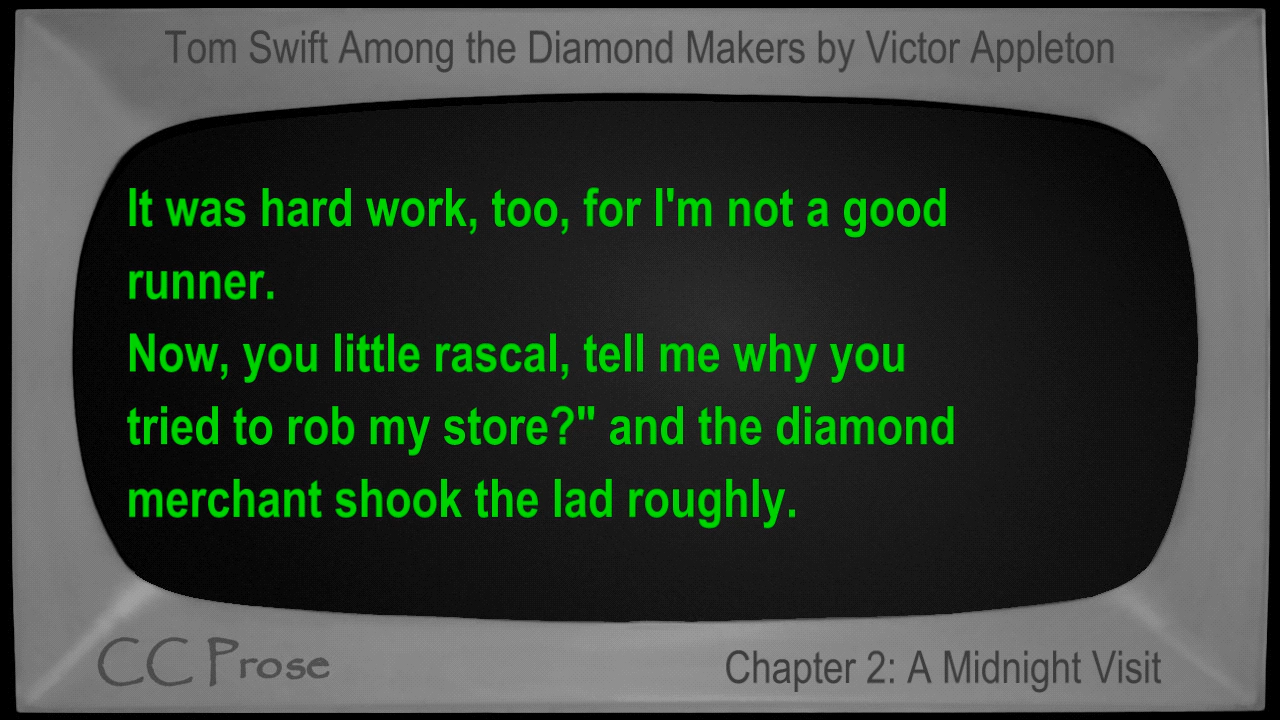 Tom Swift Among the Diamond Makers by Victor Appleton
It was hard work, too, for I'm not a good
runner.
Now, you little rascal, tell me why you
tried to rob my store?" and the diamond
merchant shook the lad roughly.
CC Prose
Chapter 2: A Midnight Visit